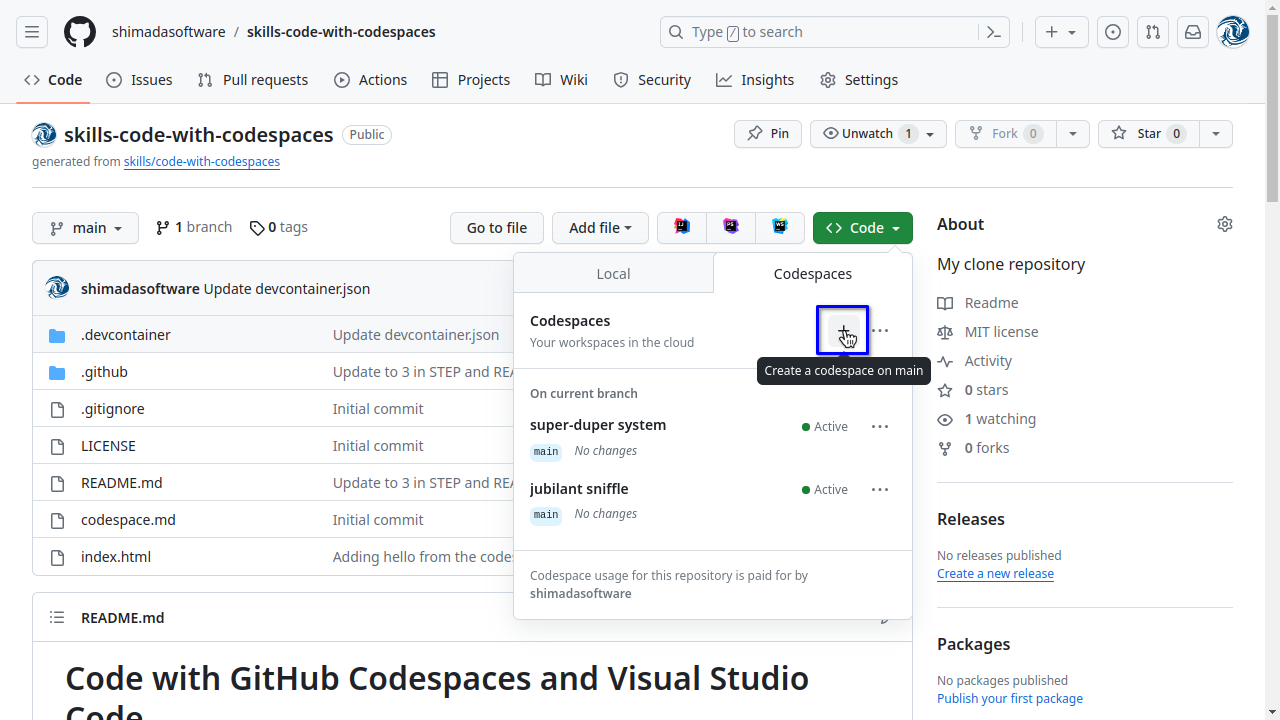 shimadasoftware / skills-code-with-codespaces
Type / to search
Code Issues Pull requests Actions Projects Wiki Security Insights Settings
skills-code-with-codespaces Public
Pin Unwatch 1 Fork 0 Star 0
generated from skills/code-with-codespaces
main 1 branch 0 tags Go to file Add file Code
shimadasoftware Update devcontainer.json
.devcontainer Update devcontainer.json
.github Update to 3 in STEP and REA
.gitignore Initial commit
LICENSE Initial commit
README.md Update to 3 in STEP and REA
codespace.md Initial commit
index.html Adding hello from the code
Local Codespaces
Codespaces
Your workspaces in the cloud
Create a codespace on main
On current branch
super-duper system Active
main No changes
jubilant sniffle Active
main No changes
Codespace usage for this repository is paid for by
shimadasoftware
README.md
Code with GitHub Codespaces and Visual Studio
Code
About
My clone repository
Readme
MIT license
Activity
0 stars
1 watching
0 forks
Releases
No releases published
Create a new release
Packages
No packages published
Publish your first package